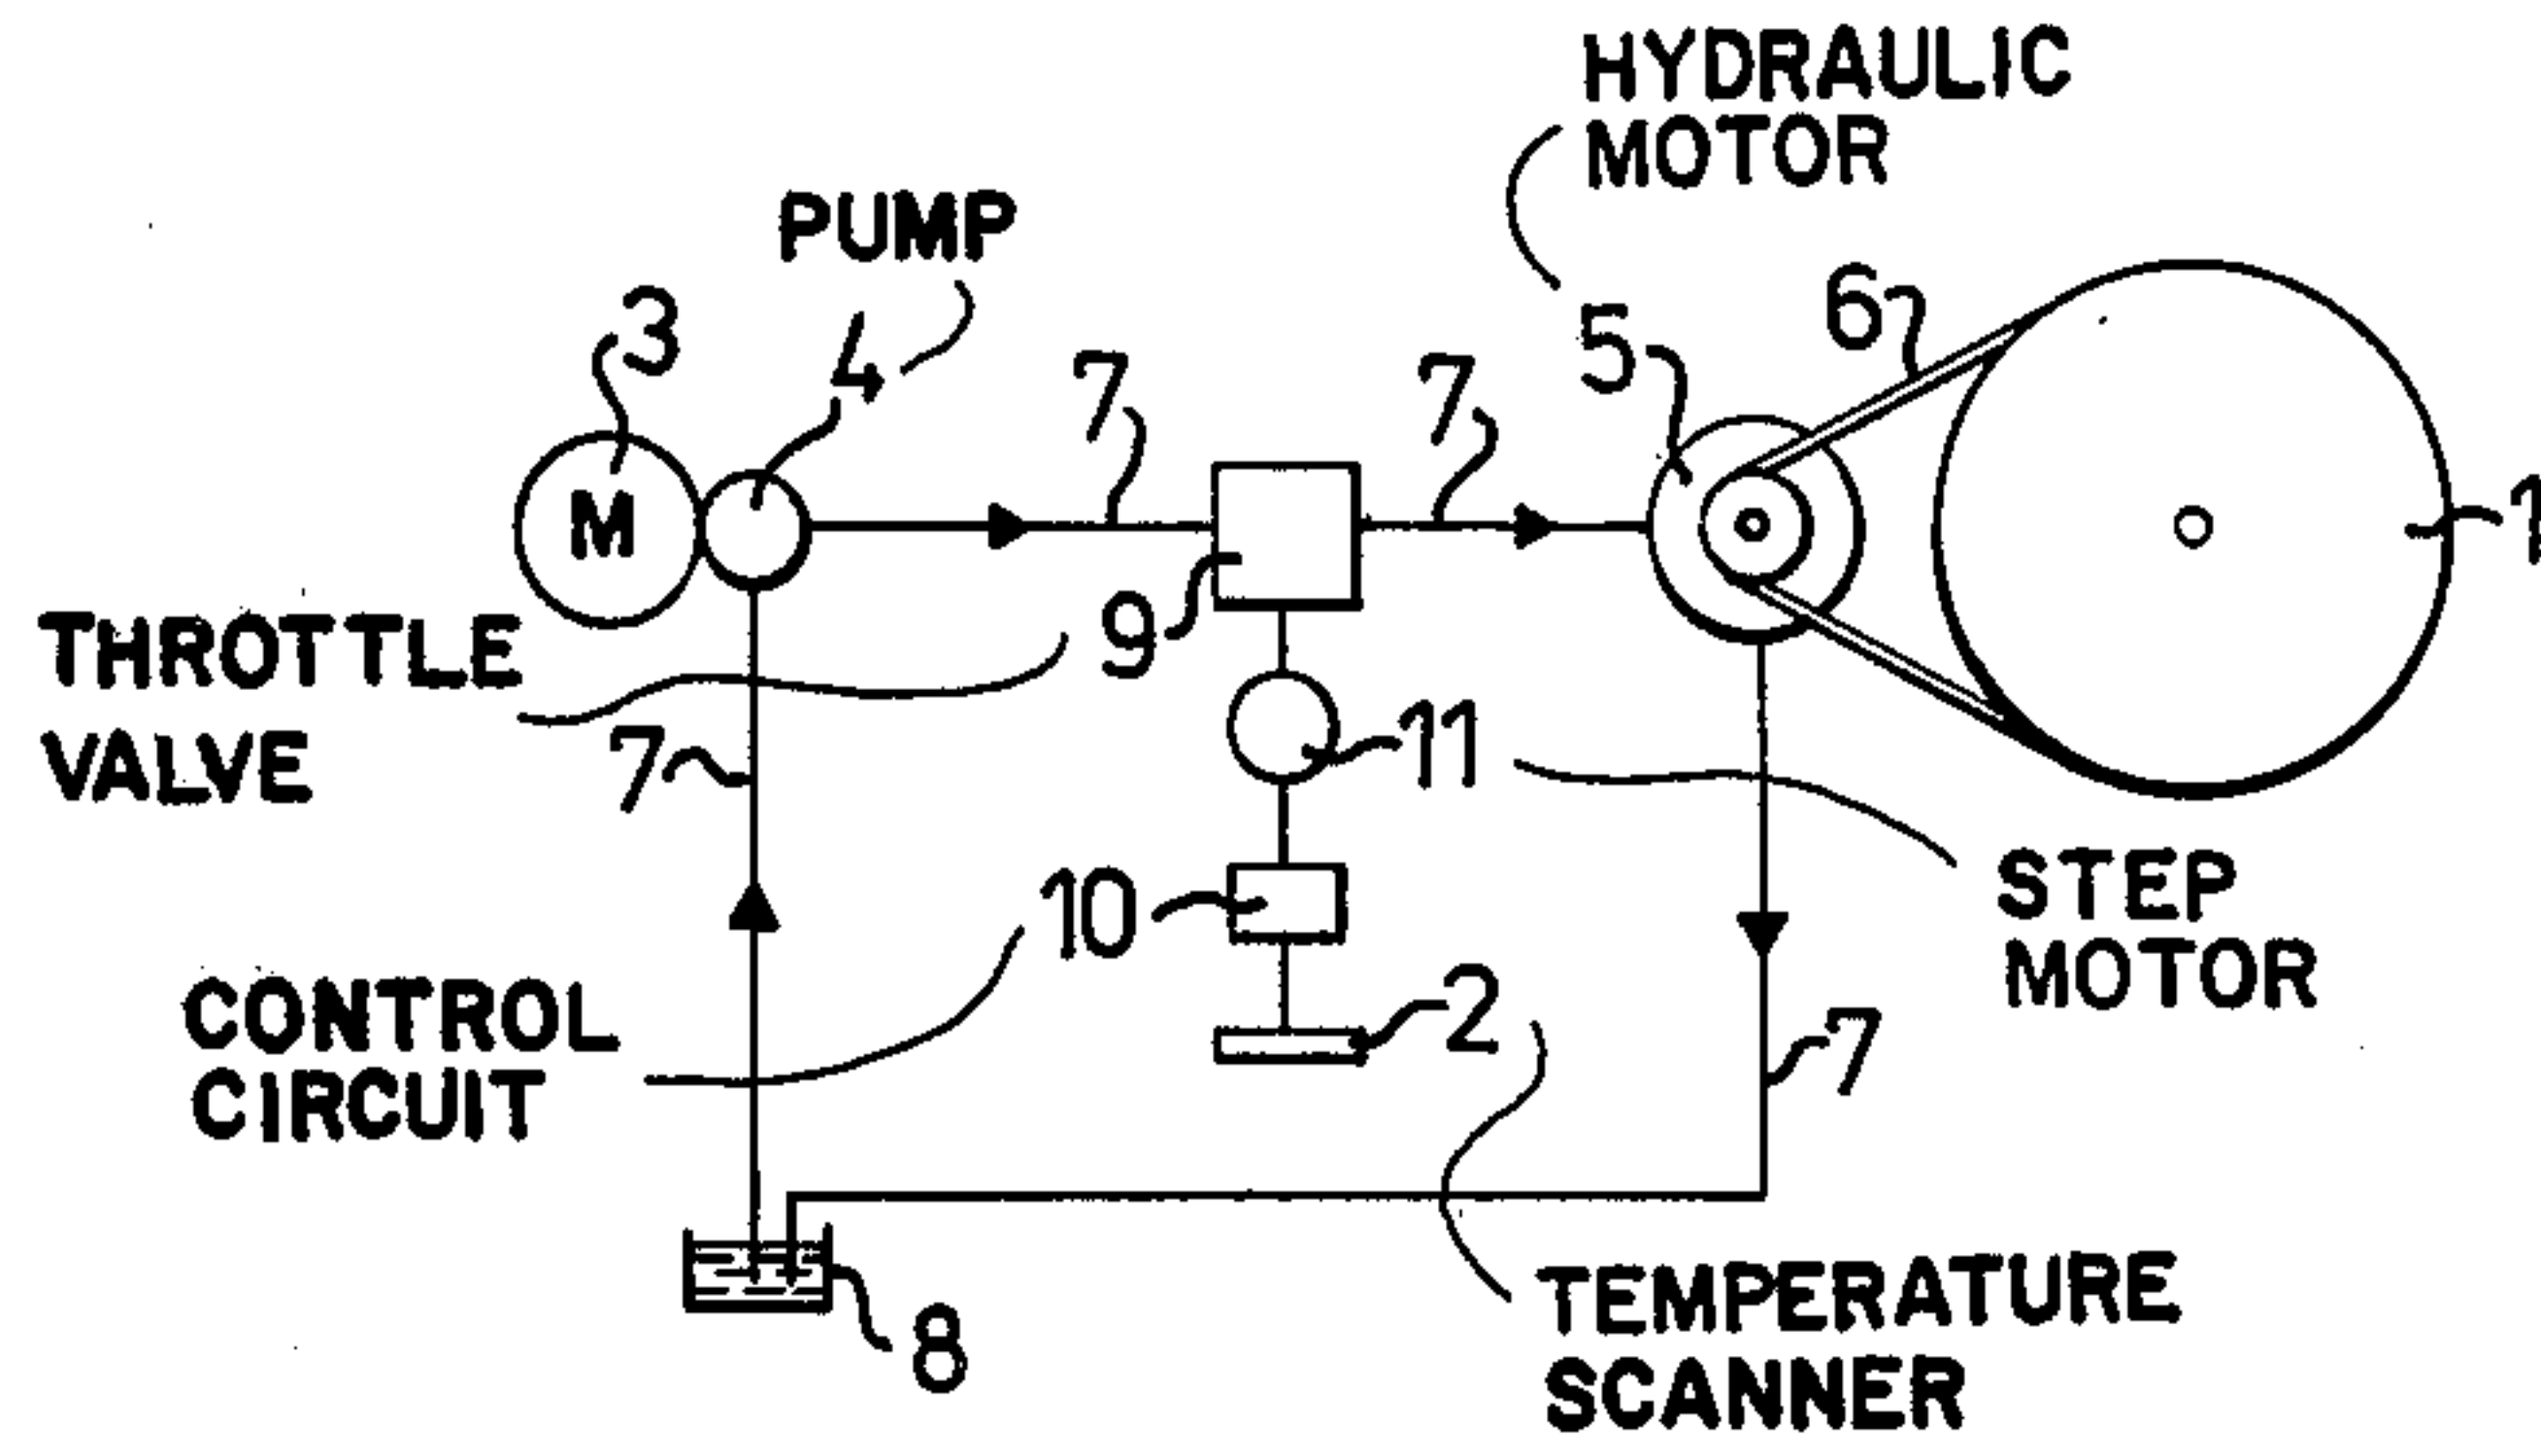 HYDRAULIC
MOTOR
PUMP
3
4
7
7
5
6
M
1
9
THROTTLE
VALVE
7
11
STEP
MOTOR
10
CONTROL
CIRCUIT
2
7
8
TEMPERATURE
SCANNER